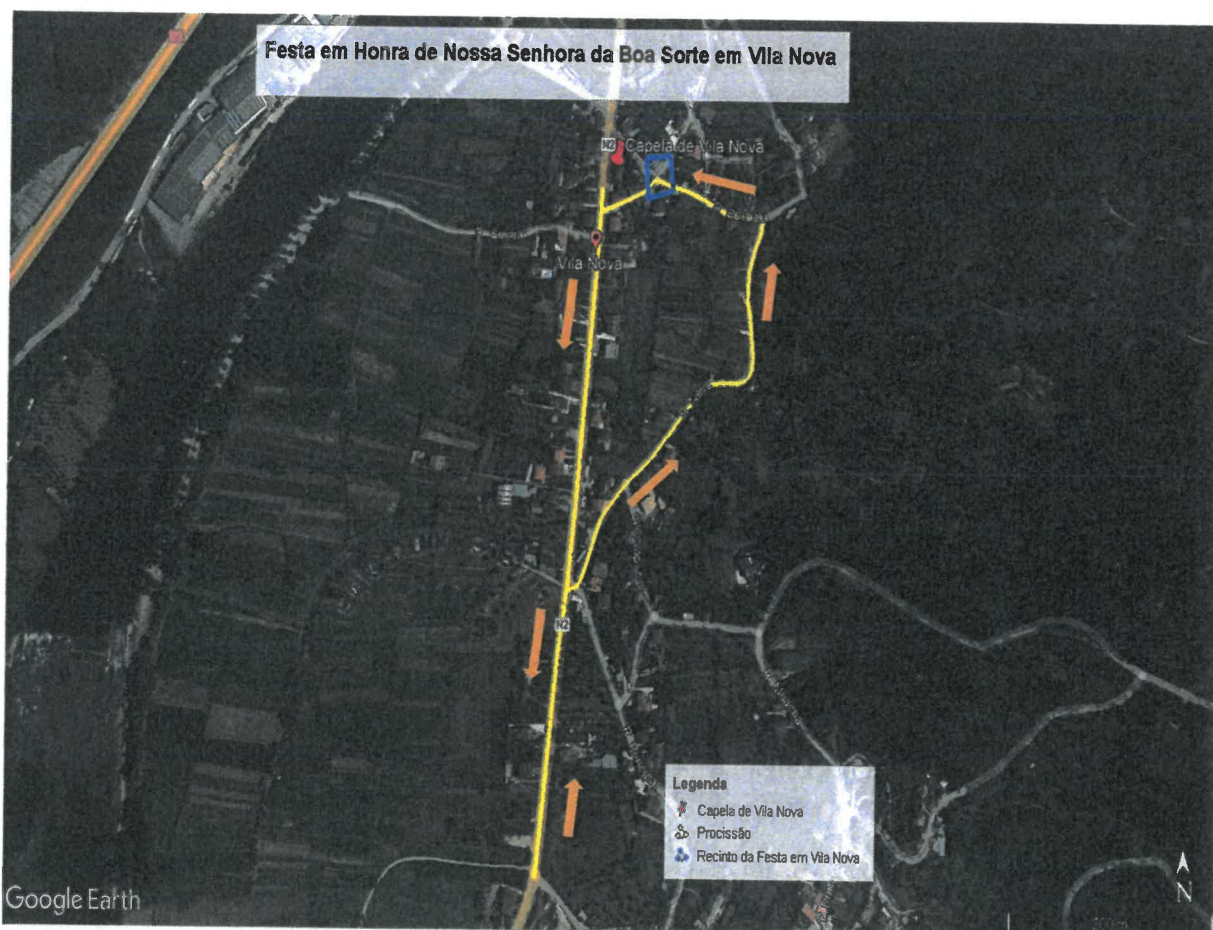 Festa em Honra de Nossa Senhora da Boa Sorte em Vila Nova
N2
Capela de Vila Nova
Vila Nova
N2
Legenda
Capela de Vila Nova
Procissão
Recinto da Festa em Vila Nova
Google Earth
N